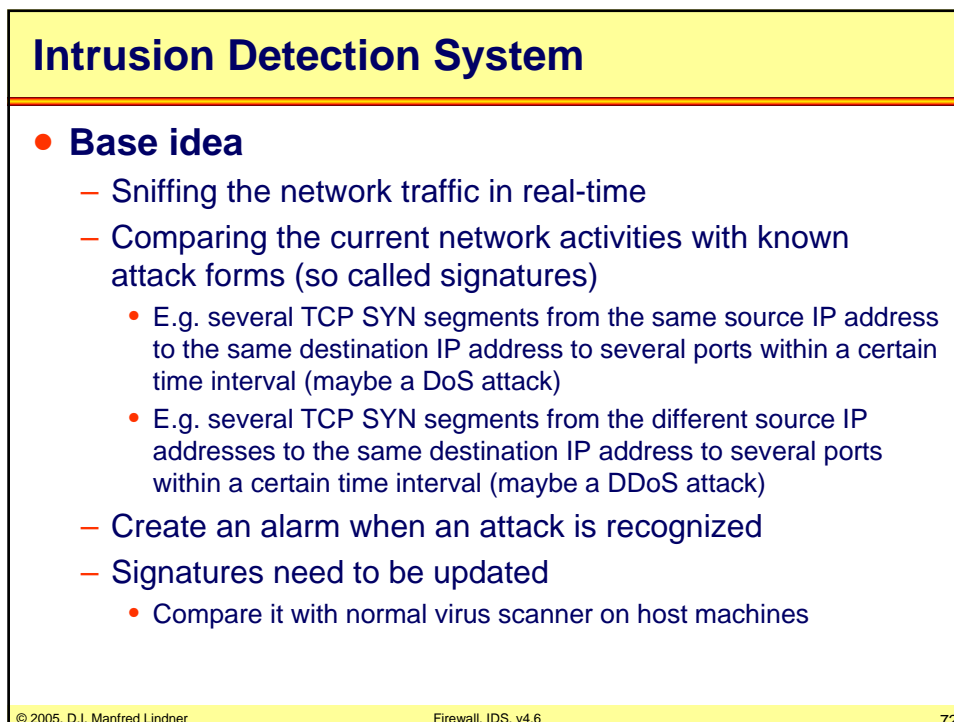 Intrusion Detection System
• Base idea
– Sniffing the network traffic in real-time
– Comparing the current network activities with known
attack forms (so called signatures)
• E.g. several TCP SYN segments from the same source IP address
to the same destination IP address to several ports within a certain
time interval (maybe a DoS attack)
• E.g. several TCP SYN segments from the different source IP
addresses to the same destination IP address to several ports
within a certain time interval (maybe a DDoS attack)
– Create an alarm when an attack is recognized
– Signatures need to be updated
• Compare it with normal virus scanner on host machines
© 2005, D.I. Manfred Lindner
Firewall, IDS, v4.6